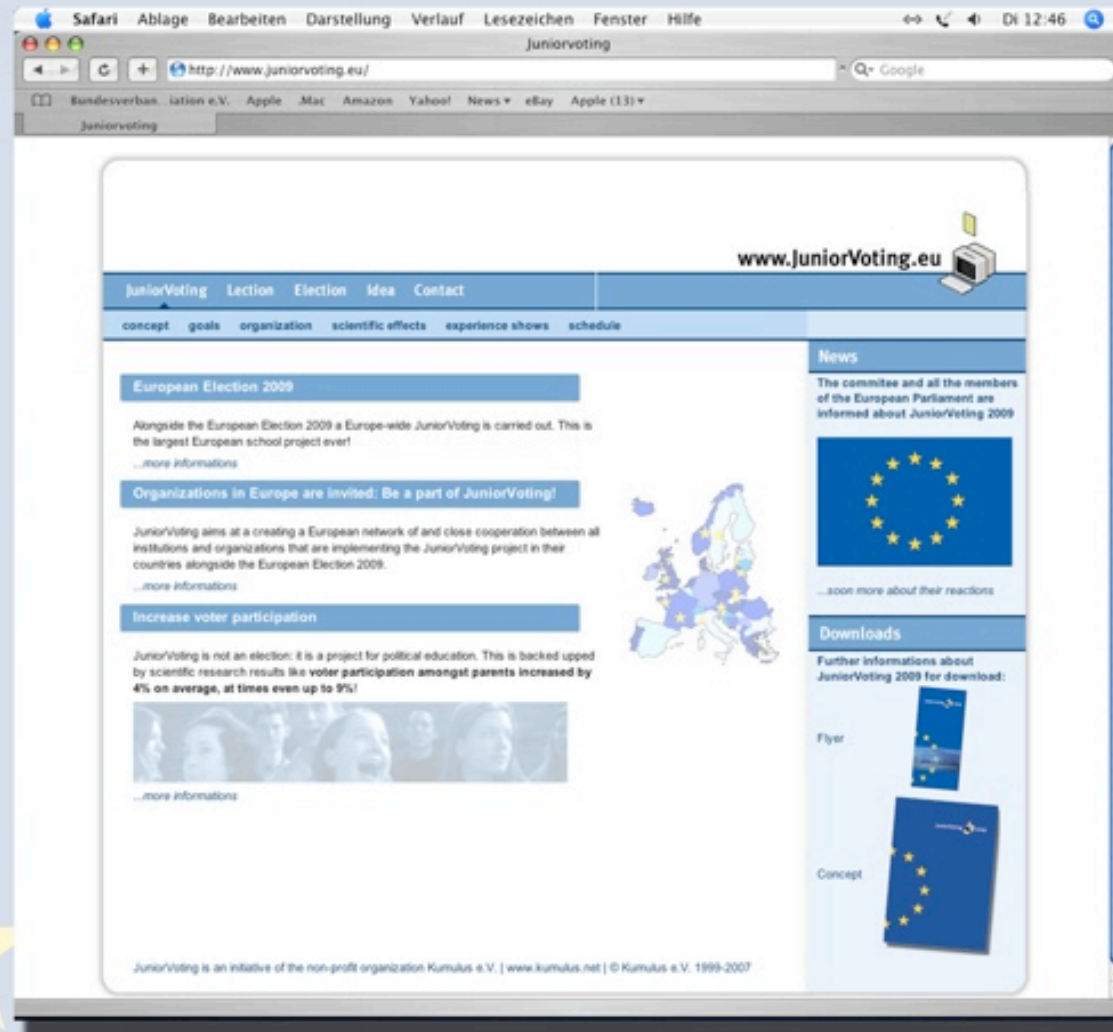 Safari Ablage Bearbeiten Darstellung Verlauf Lesezeichen Fenster Hilfe Di 12:46
Juniorvoting
http://www.juniorvoting.eu/ Google
Bundesverban...iation e.V. Apple .Mac Amazon Yahoo! News eBay Apple (13)
Juniorvoting
www.JuniorVoting.eu
JuniorVoting Lection Election Idea Contact
concept goals organization scientific effects experience shows schedule
European Election 2009
Alongside the European Election 2009 a Europe-wide JuniorVoting is carried out. This is
the largest European school project ever!
...more informations
Organizations in Europe are invited: Be a part of JuniorVoting!
JuniorVoting aims at a creating a European network of and close cooperation between all
institutions and organizations that are implementing the JuniorVoting project in their
countries alongside the European Election 2009.
...more informations
Increase voter participation
JuniorVoting is not an election: it is a project for political education. This is backed upped
by scientific research results like voter participation amongst parents increased by
4% on average, at times even up to 9%!
...more informations
News
The commitee and all the members
of the European Parliament are
informed about JuniorVoting 2009
...soon more about their reactions
Downloads
Further informations about
JuniorVoting 2009 for download:
Flyer
Concept
JuniorVoting is an initiative of the non-profit organization Kumulus e.V. | www.kumulus.net | © Kumulus e.V. 1999-2007